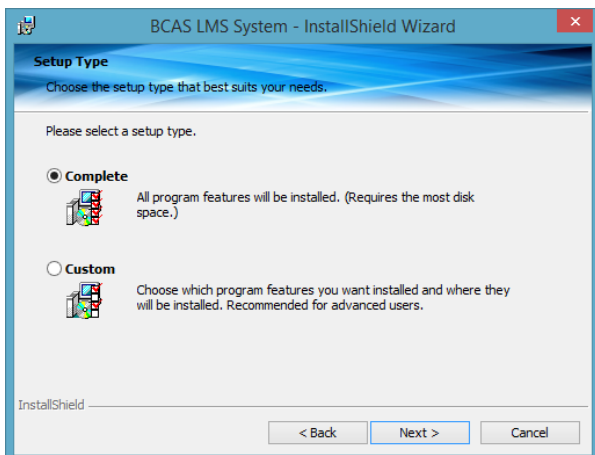 BCAS LMS System - InstallShield Wizard
Setup Type
Choose the setup type that best suits your needs.
Please select a setup type.
Complete
All program features will be installed. (Requires the most disk
space.)
Custom
Choose which program features you want installed and where they
will be installed. Recommended for advanced users.
InstallShield
< Back Next > Cancel